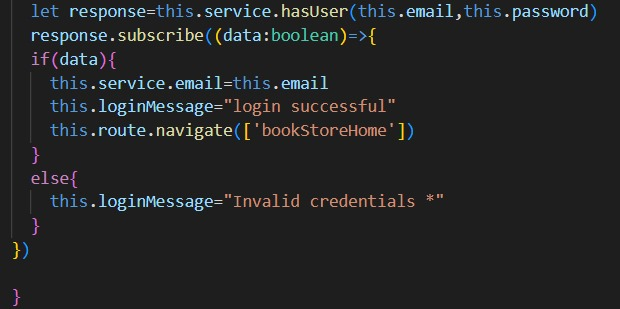 let response=this.service.hasUser(this.email,this.password)
response.subscribe((data:boolean)=>{
if(data){
this.service.email=this.email
this.loginMessage="login successful"
this.route.navigate(['bookStoreHome'])
}
else{
this.loginMessage="Invalid credentials *"
}
})
}